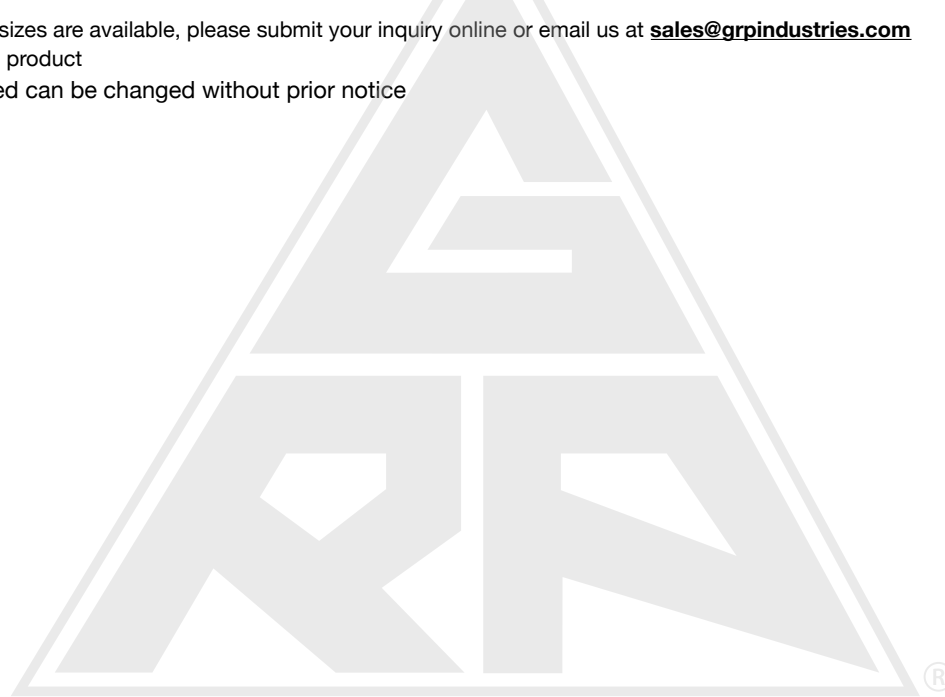 sizes are available, please submit your inquiry online or email us at sales@grpindustries.com
product
ed can be changed without prior notice
G
RP
®